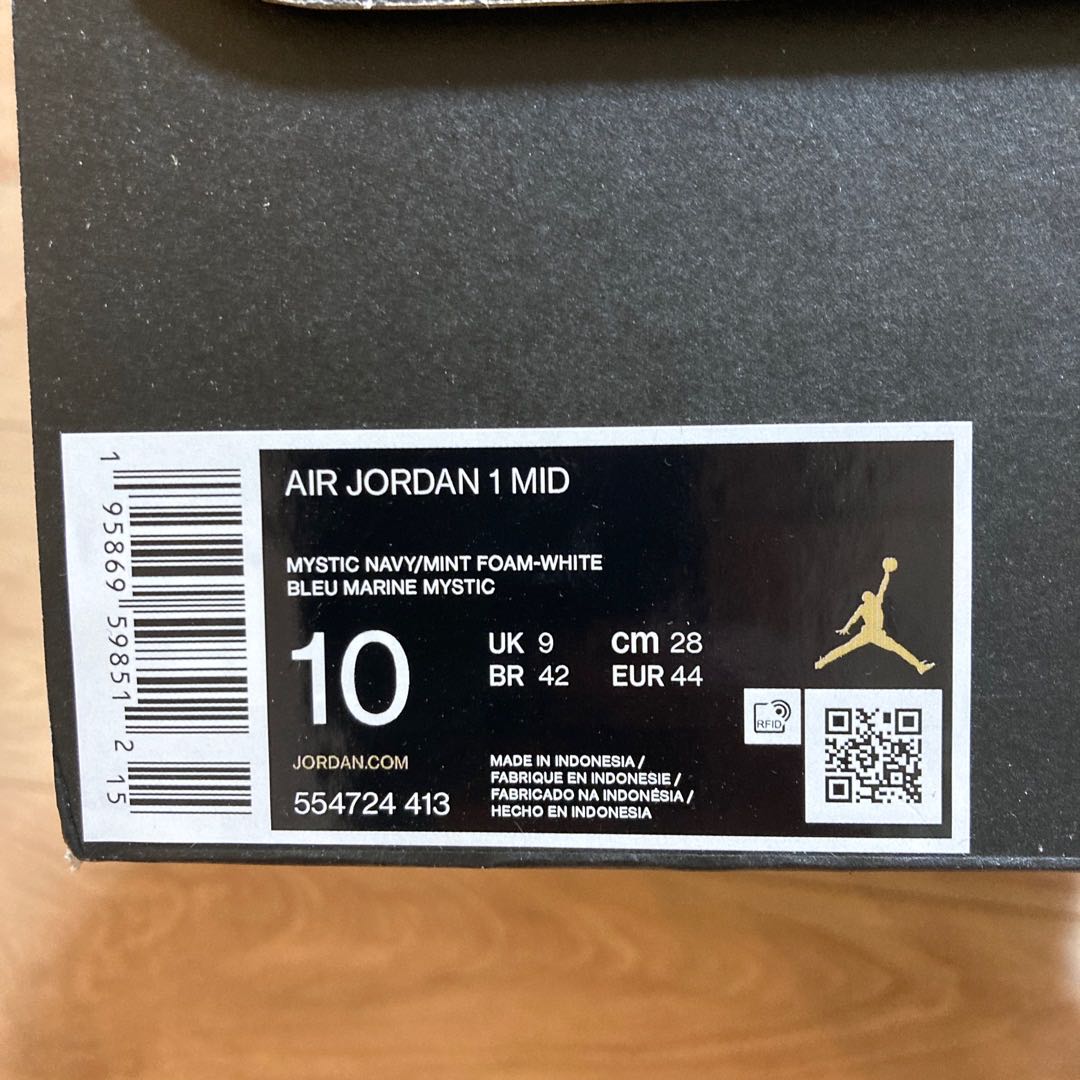 AIR JORDAN 1 MID
MYSTIC NAVY/MINT FOAM-WHITE
BLEU MARINE MYSTIC
10
UK 9 cm 28
BR 42 EUR 44
JORDAN.COM
554724 413
MADE IN INDONESIA /
FABRIQUE EN INDONESIE /
FABRICADO NA INDONÉSIA /
HECHO EN INDONESIA
RFID
1 95869 59851 2 15